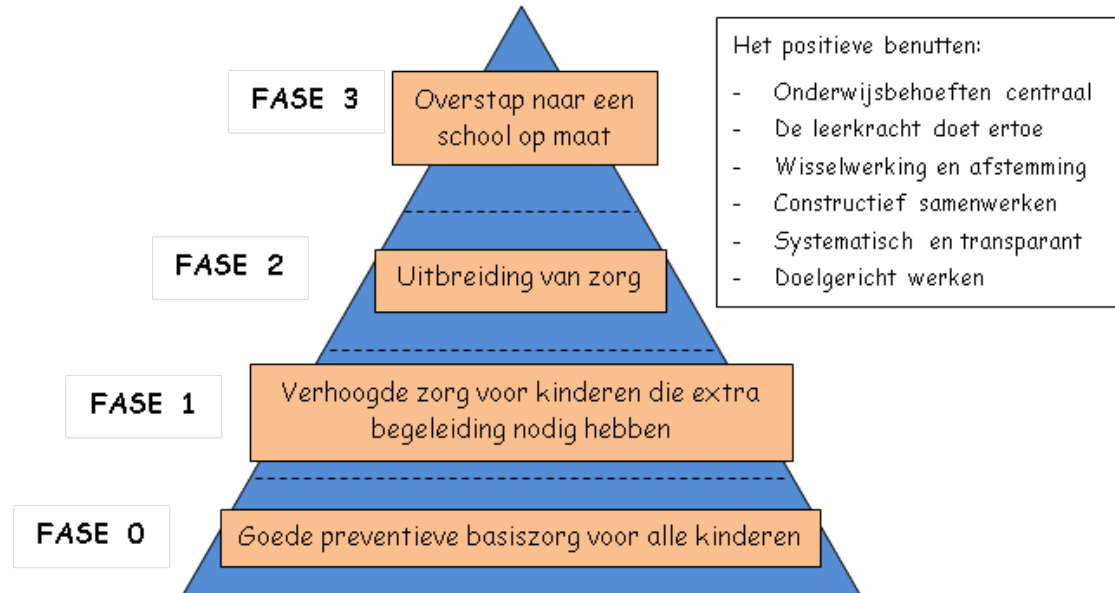 FASE 3
Overstap naar een
school op maat
FASE 2
Uitbreiding van zorg
FASE 1
Verhoogde zorg voor kinderen die extra
begeleiding nodig hebben
FASE 0
Goede preventieve basiszorg voor alle kinderen
Het positieve benutten:
- Onderwijsbehoeften centraal
- De leerkracht doet ertoe
- Wisselwerking en afstemming
- Constructief samenwerken
- Systematisch en transparant
- Doelgericht werken